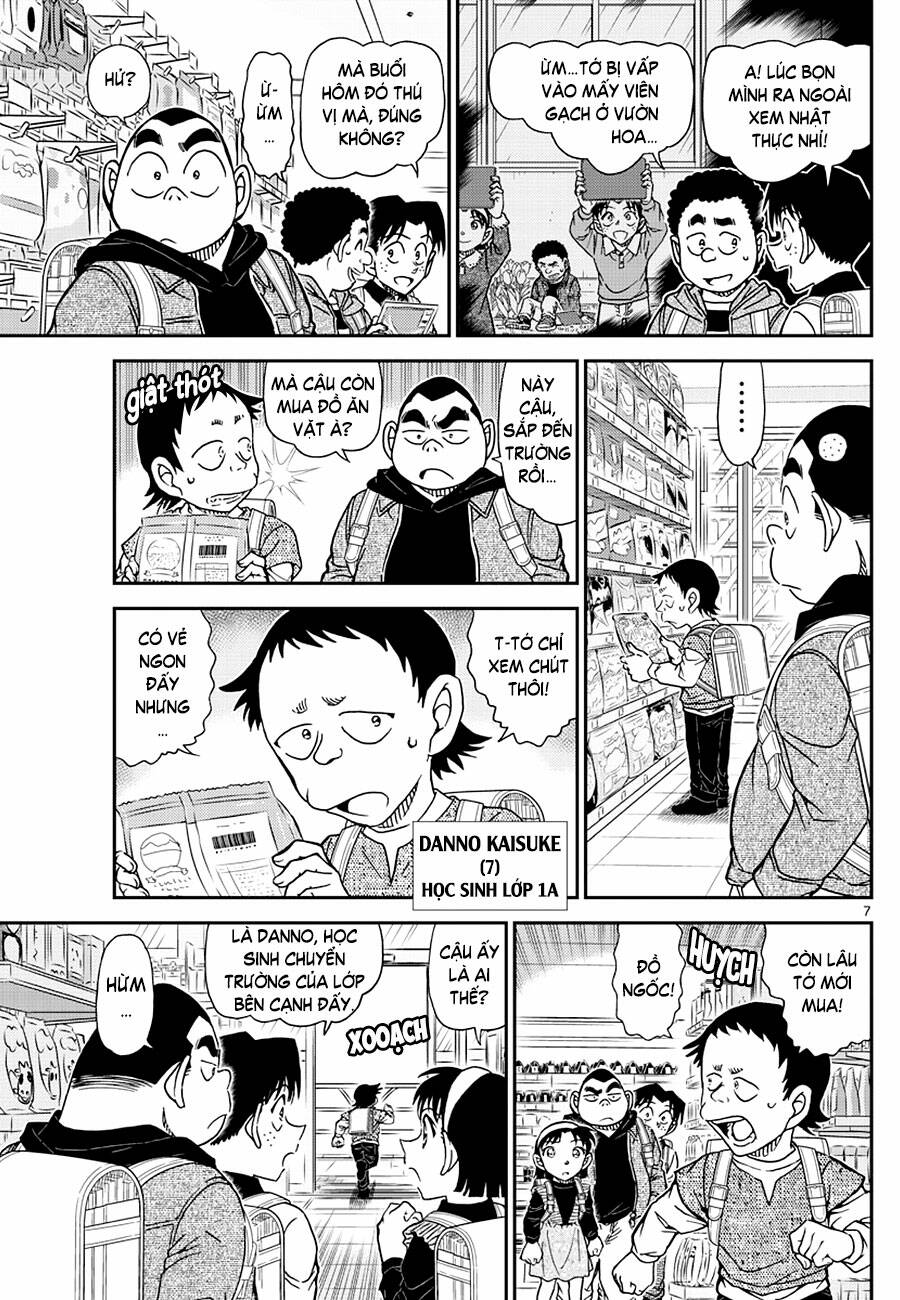 A! LÚC BỌN
MÌNH RA NGOÀI
XEM NHẬT
THỰC NHỈ!
ỪM...TỚ BỊ VẤP
VÀO MẤY VIÊN
GẠCH Ở VƯỜN
HOA...
MÀ BUỔI
HÔM ĐÓ THÚ
VỊ MÀ, ĐÚNG
KHÔNG?
Ừ-
ỪM
...
HỬ?
....
NÀY
CẬU,
SẮP ĐẾN
TRƯỜNG
RỒI...
MÀ CẬU CÒN
MUA ĐỒ ĂN
VẶT À?
giật thót
T-TỚ CHỈ
XEM CHÚT
THÔI!
CÓ VẺ
NGON
ĐẤY
NHƯNG
...
DANNO KAISUKE
(7)
HỌC SINH LỚP 1A
7
CÒN LÂU
TỚ MỚI
MUA!
HUỴCH
ĐỒ
NGỐC!
CẬU ẤY
LÀ AI
THẾ?
LÀ DANNO, HỌC
SINH CHUYỂN
TRƯỜNG CỦA LỚP
BÊN CẠNH ĐẤY.
XOOẠCH
HỪM
...